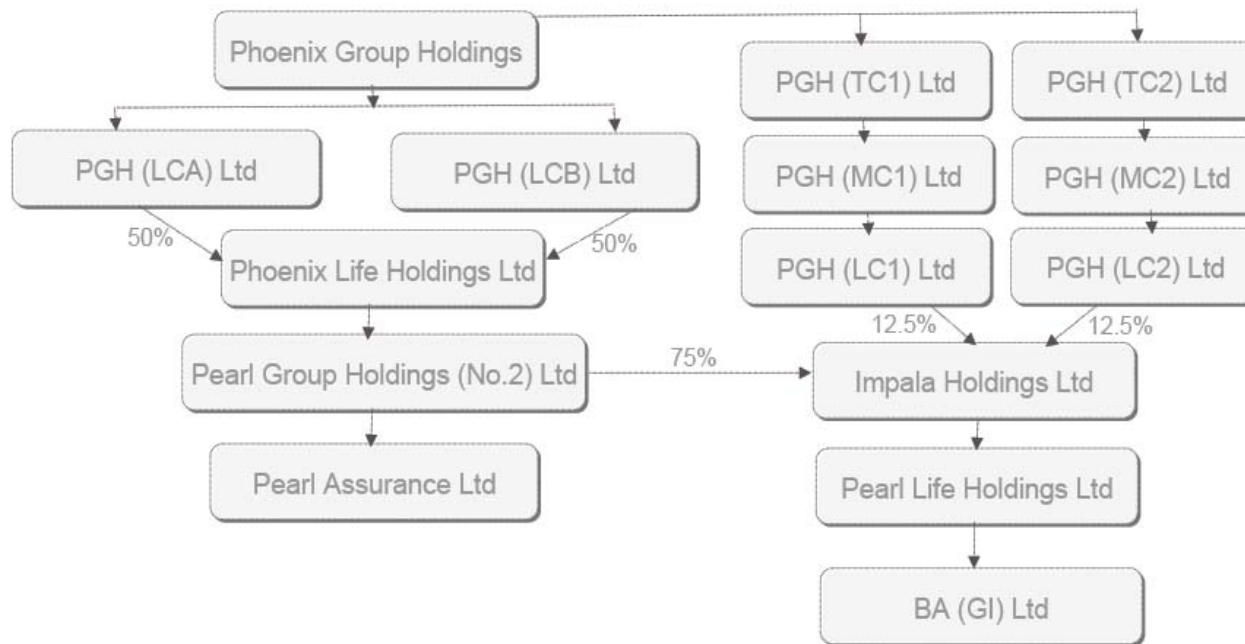 Phoenix Group Holdings
PGH (TC1) Ltd
PGH (TC2) Ltd
PGH (LCA) Ltd
PGH (LCB) Ltd
PGH (MC1) Ltd
PGH (MC2) Ltd
50%
50%
Phoenix Life Holdings Ltd
PGH (LC1) Ltd
PGH (LC2) Ltd
12.5%
12.5%
Pearl Group Holdings (No.2) Ltd
75%
Impala Holdings Ltd
Pearl Assurance Ltd
Pearl Life Holdings Ltd
BA (GI) Ltd